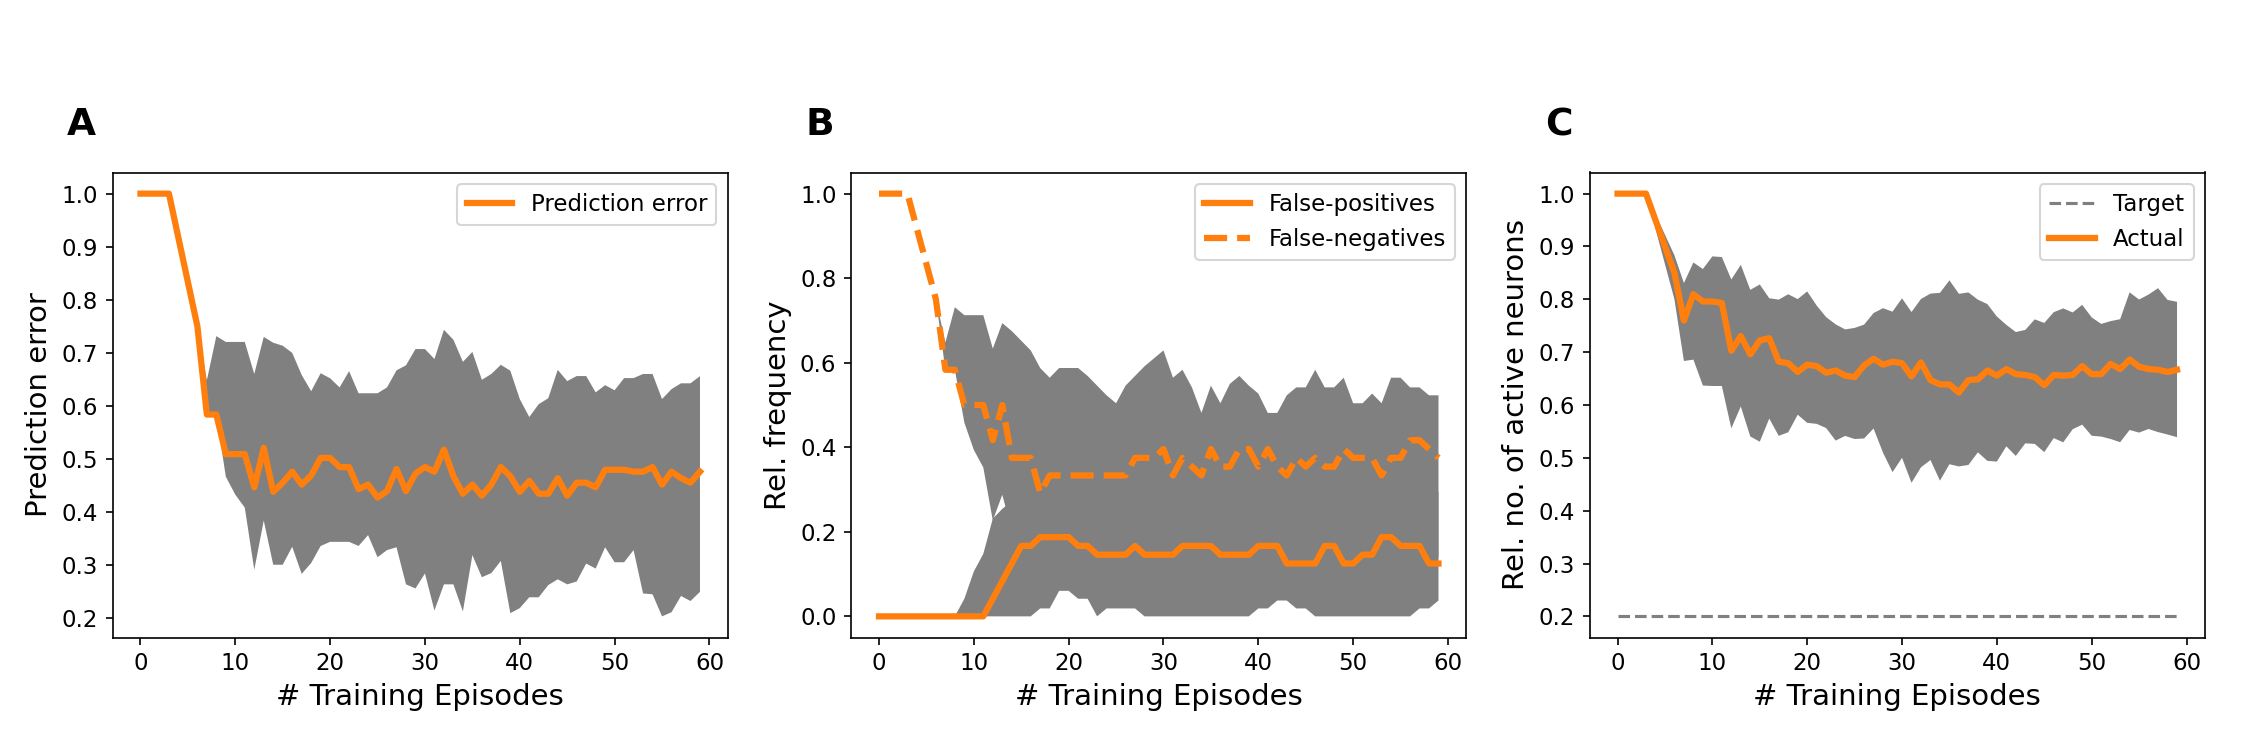 A
Prediction error
1.0
0.9
0.8
0.7
0.6
0.5
0.4
0.3
0.2
Prediction error
0 10 20 30 40 50 60
# Training Episodes
B
False-positives
False-negatives
1.0
0.8
0.6
0.4
0.2
0.0
Rel. frequency
0 10 20 30 40 50 60
# Training Episodes
C
Target
Actual
1.0
0.9
0.8
0.7
0.6
0.5
0.4
0.3
0.2
Rel. no. of active neurons
0 10 20 30 40 50 60
# Training Episodes